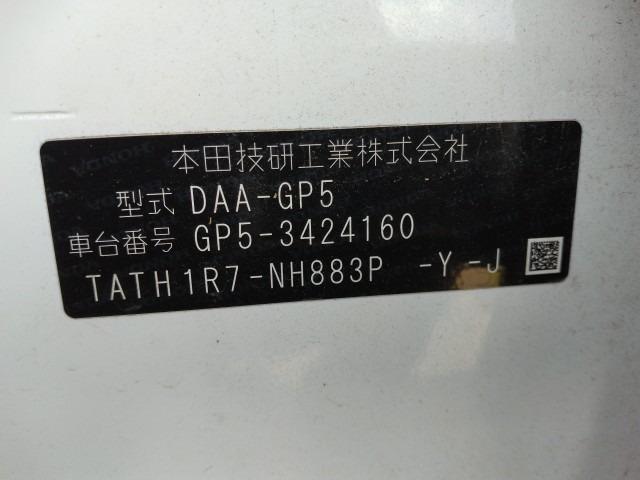 本田技研工業株式会社
型式 DAA-GP5
車台番号 GP5-3424160
TATH1R7-NH883P -Y-J